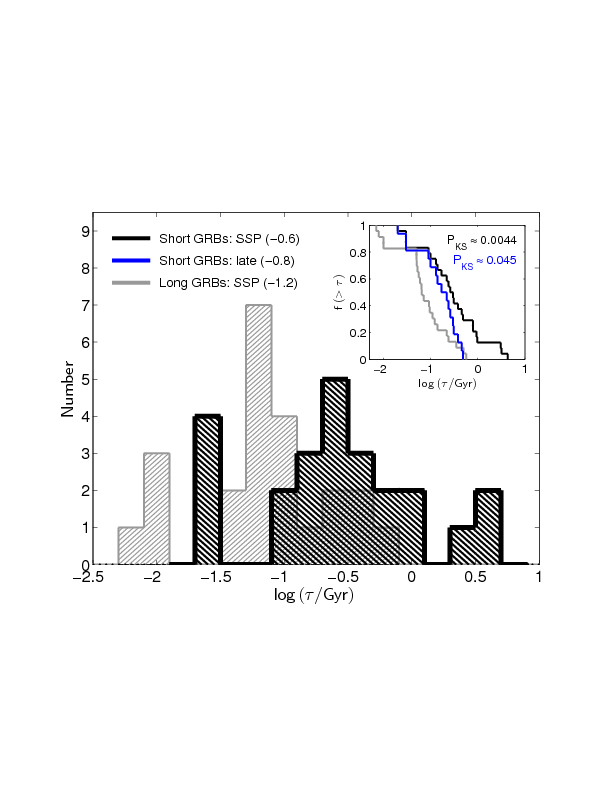 9
8
7
6
5
4
3
2
1
0
Number
Short GRBs: SSP (−0.6)
Short GRBs: late (−0.8)
Long GRBs: SSP (−1.2)
1
0.8
0.6
0.4
0.2
0
f (> τ)
P_KS ≈ 0.0044
P_KS ≈ 0.045
−2 −1 0 1
log (τ/Gyr)
−2.5 −2 −1.5 −1 −0.5 0 0.5 1
log (τ/Gyr)